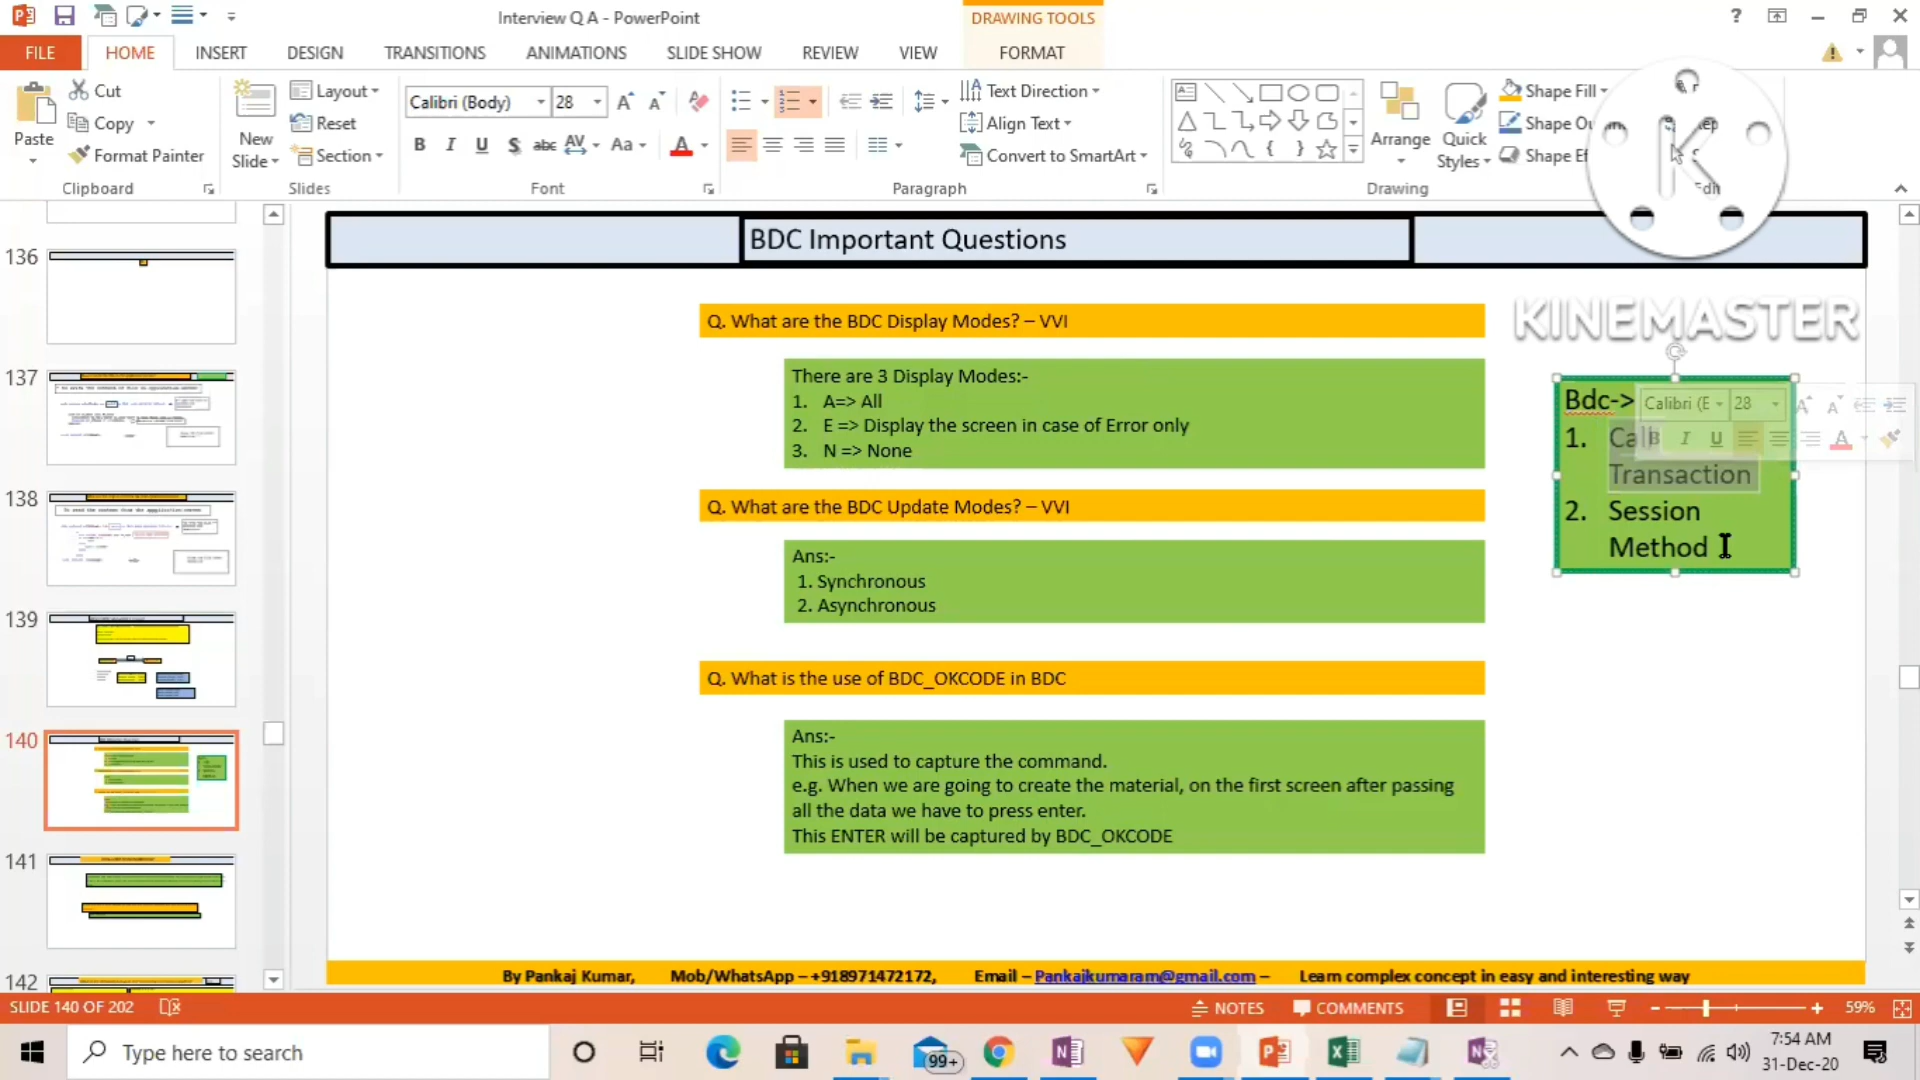 Interview Q A - PowerPoint
DRAWING TOOLS
FILE
HOME
INSERT
DESIGN
TRANSITIONS
ANIMATIONS
SLIDE SHOW
REVIEW
VIEW
FORMAT
Cut
Copy
Format Painter
Paste
Clipboard
New
Slide
Layout
Reset
Section
Slides
Calibri (Body)
28
Font
Text Direction
Align Text
Convert to SmartArt
Paragraph
Arrange
Quick
Styles
Shape Fill
Drawing
K
KINEMASTER
136
137
138
139
140
141
142
BDC Important Questions
Q. What are the BDC Display Modes? – VVI
There are 3 Display Modes:-
1. A=> All
2. E => Display the screen in case of Error only
3. N => None
Q. What are the BDC Update Modes? – VVI
Ans:-
1. Synchronous
2. Asynchronous
Q. What is the use of BDC_OKCODE in BDC
Ans:-
This is used to capture the command.
e.g. When we are going to create the material, on the first screen after passing
all the data we have to press enter.
This ENTER will be captured by BDC_OKCODE
Bdc->
1. Call
Transaction
2. Session
Method
Calibri (E
28
By Pankaj Kumar, Mob/WhatsApp – +918971472172, Email – Pankajkumaram@gmail.com – Learn complex concept in easy and interesting way
SLIDE 140 OF 202
NOTES
COMMENTS
59%
Type here to search
99+
7:54 AM
31-Dec-20